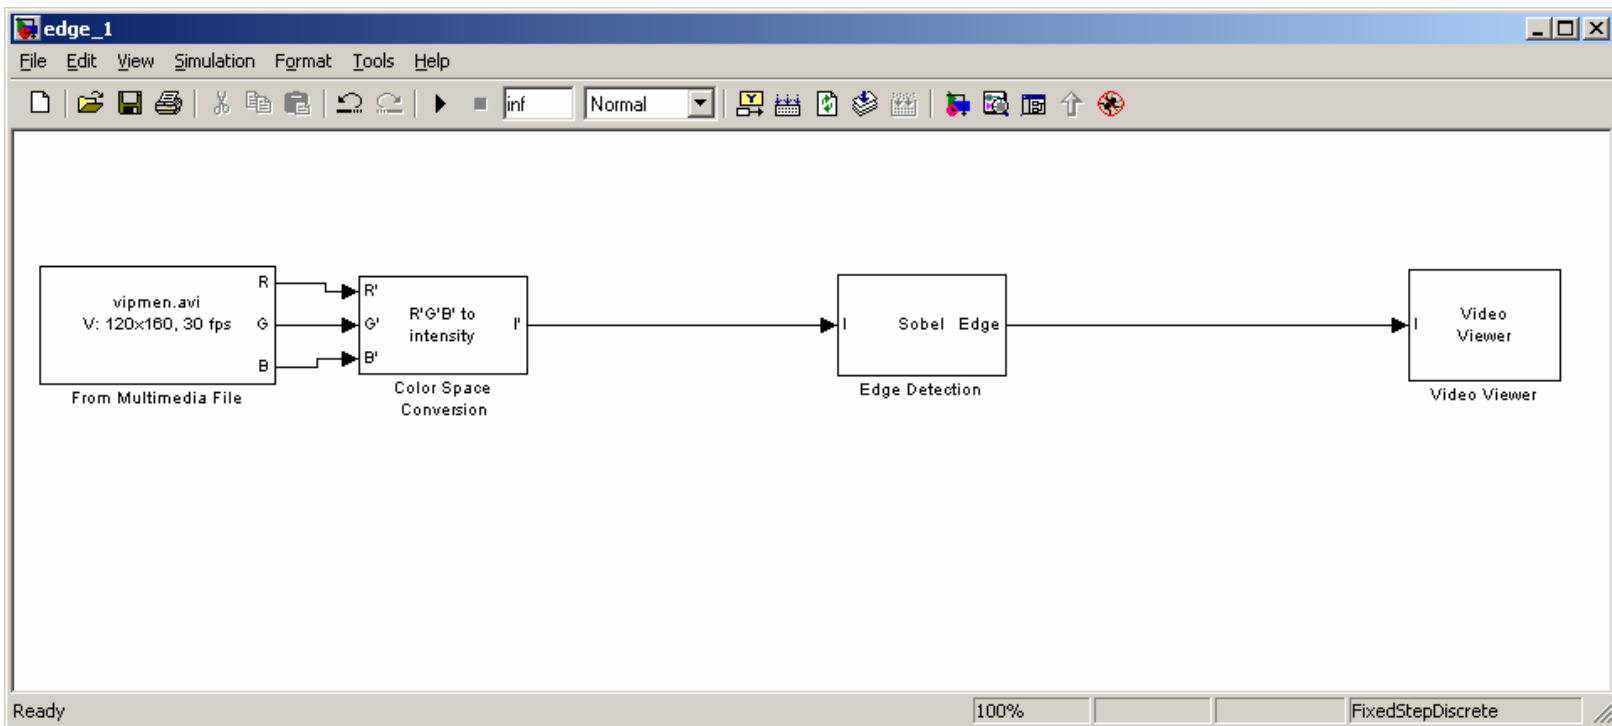 edge_1
File Edit View Simulation Format Tools Help
inf Normal
vipmen.avi
V: 120x160, 30 fps
R
G
B
From Multimedia File
R'
G'
B'
R'G'B' to
intensity
I'
Color Space
Conversion
I
Sobel Edge
Edge Detection
I
Video
Viewer
Video Viewer
Ready 100% FixedStepDiscrete